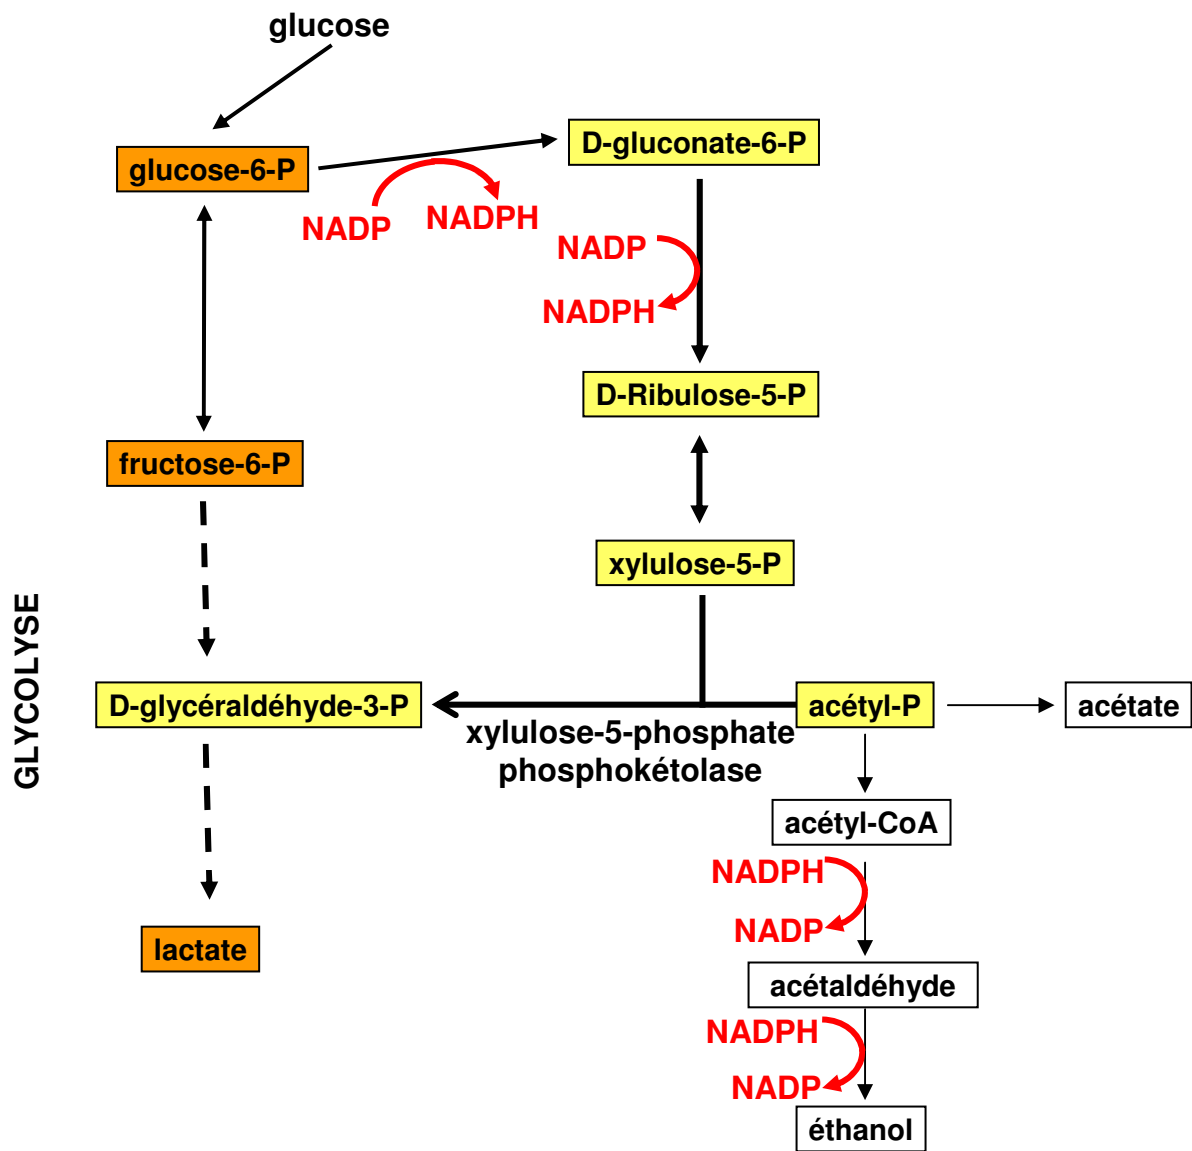 glucose
D-gluconate-6-P
glucose-6-P
NADP
NADPH
NADP
NADPH
D-Ribulose-5-P
fructose-6-P
xylulose-5-P
GLYCOLYSE
D-glycéraldéhyde-3-P
acétyl-P
acétate
xylulose-5-phosphate
phosphokétolase
acétyl-CoA
NADPH
NADP
lactate
acétaldéhyde
NADPH
NADP
éthanol